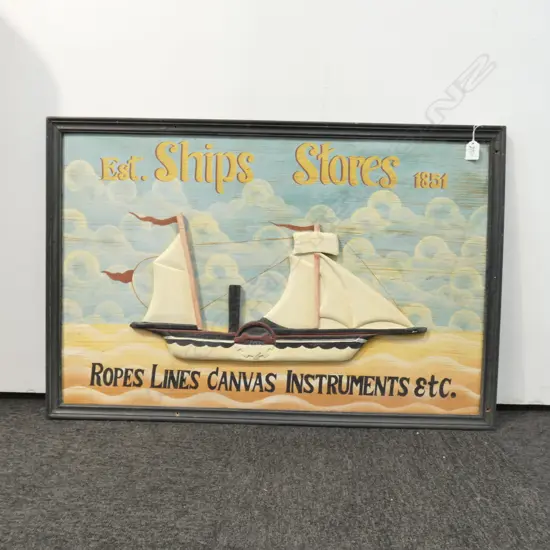 Est. Ships Stores 1851
ROPES LINES CANVAS INSTRUMENTS Etc.